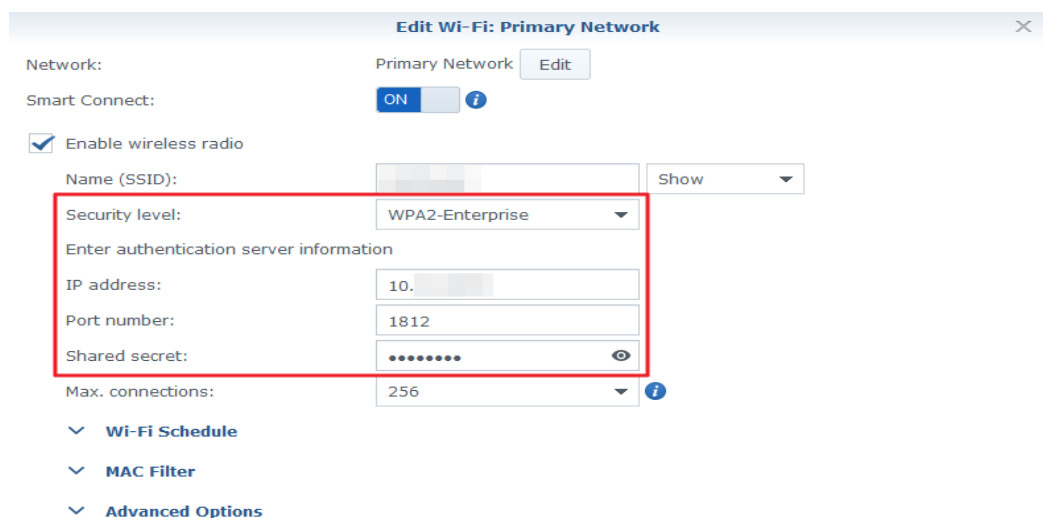 Edit Wi-Fi: Primary Network
Network: Primary Network Edit
Smart Connect: ON i
Enable wireless radio
Name (SSID): Show
Security level: WPA2-Enterprise
Enter authentication server information
IP address: 10.
Port number: 1812
Shared secret: ••••••••
Max. connections: 256 i
Wi-Fi Schedule
MAC Filter
Advanced Options